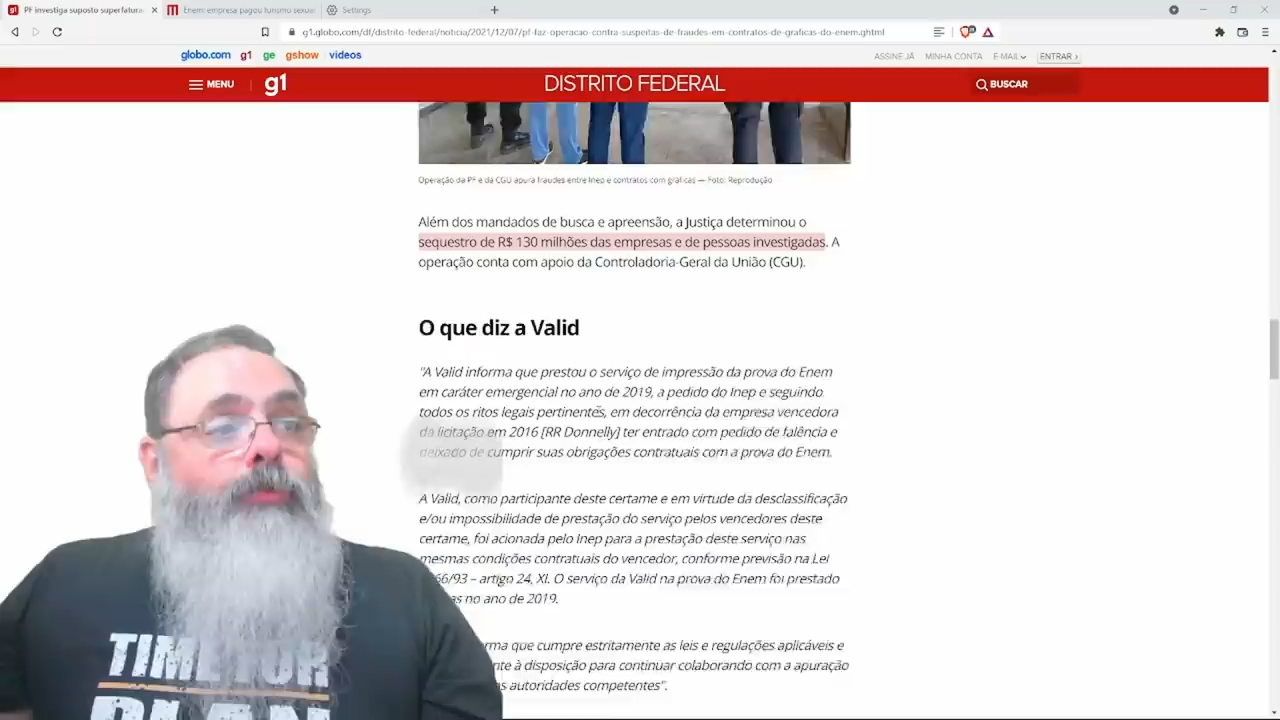 PF investiga suposto superfatura
Enem: empresa pagou turismo sexua
Settings
g1.globo.com/df/distrito-federal/noticia/2021/12/07/pf-faz-operacao-contra-suspeitas-de-fraudes-em-contratos-de-graficas-do-enem.ghtml
globo.com g1 ge gshow videos
ASSINE JÁ MINHA CONTA E-MAIL ENTRAR ›
MENU g1 DISTRITO FEDERAL BUSCAR
Operação da PF e da CGU apura fraudes entre Inep e contratos com gráficas — Foto: Reprodução
Além dos mandados de busca e apreensão, a Justiça determinou o
sequestro de R$ 130 milhões das empresas e de pessoas investigadas. A
operação conta com apoio da Controladoria-Geral da União (CGU).
O que diz a Valid
"A Valid informa que prestou o serviço de impressão da prova do Enem
em caráter emergencial no ano de 2019, a pedido do Inep e seguindo
todos os ritos legais pertinentes, em decorrência da empresa vencedora
da licitação em 2016 [RR Donnelly] ter entrado com pedido de falência e
deixado de cumprir suas obrigações contratuais com a prova do Enem.
A Valid, como participante deste certame e em virtude da desclassificação
e/ou impossibilidade de prestação do serviço pelos vencedores deste
certame, foi acionada pelo Inep para a prestação deste serviço nas
mesmas condições contratuais do vencedor, conforme previsão na Lei
66/93 – artigo 24, XI. O serviço da Valid na prova do Enem foi prestado
as no ano de 2019.
rma que cumpre estritamente as leis e regulações aplicáveis e
nte à disposição para continuar colaborando com a apuração
s autoridades competentes".